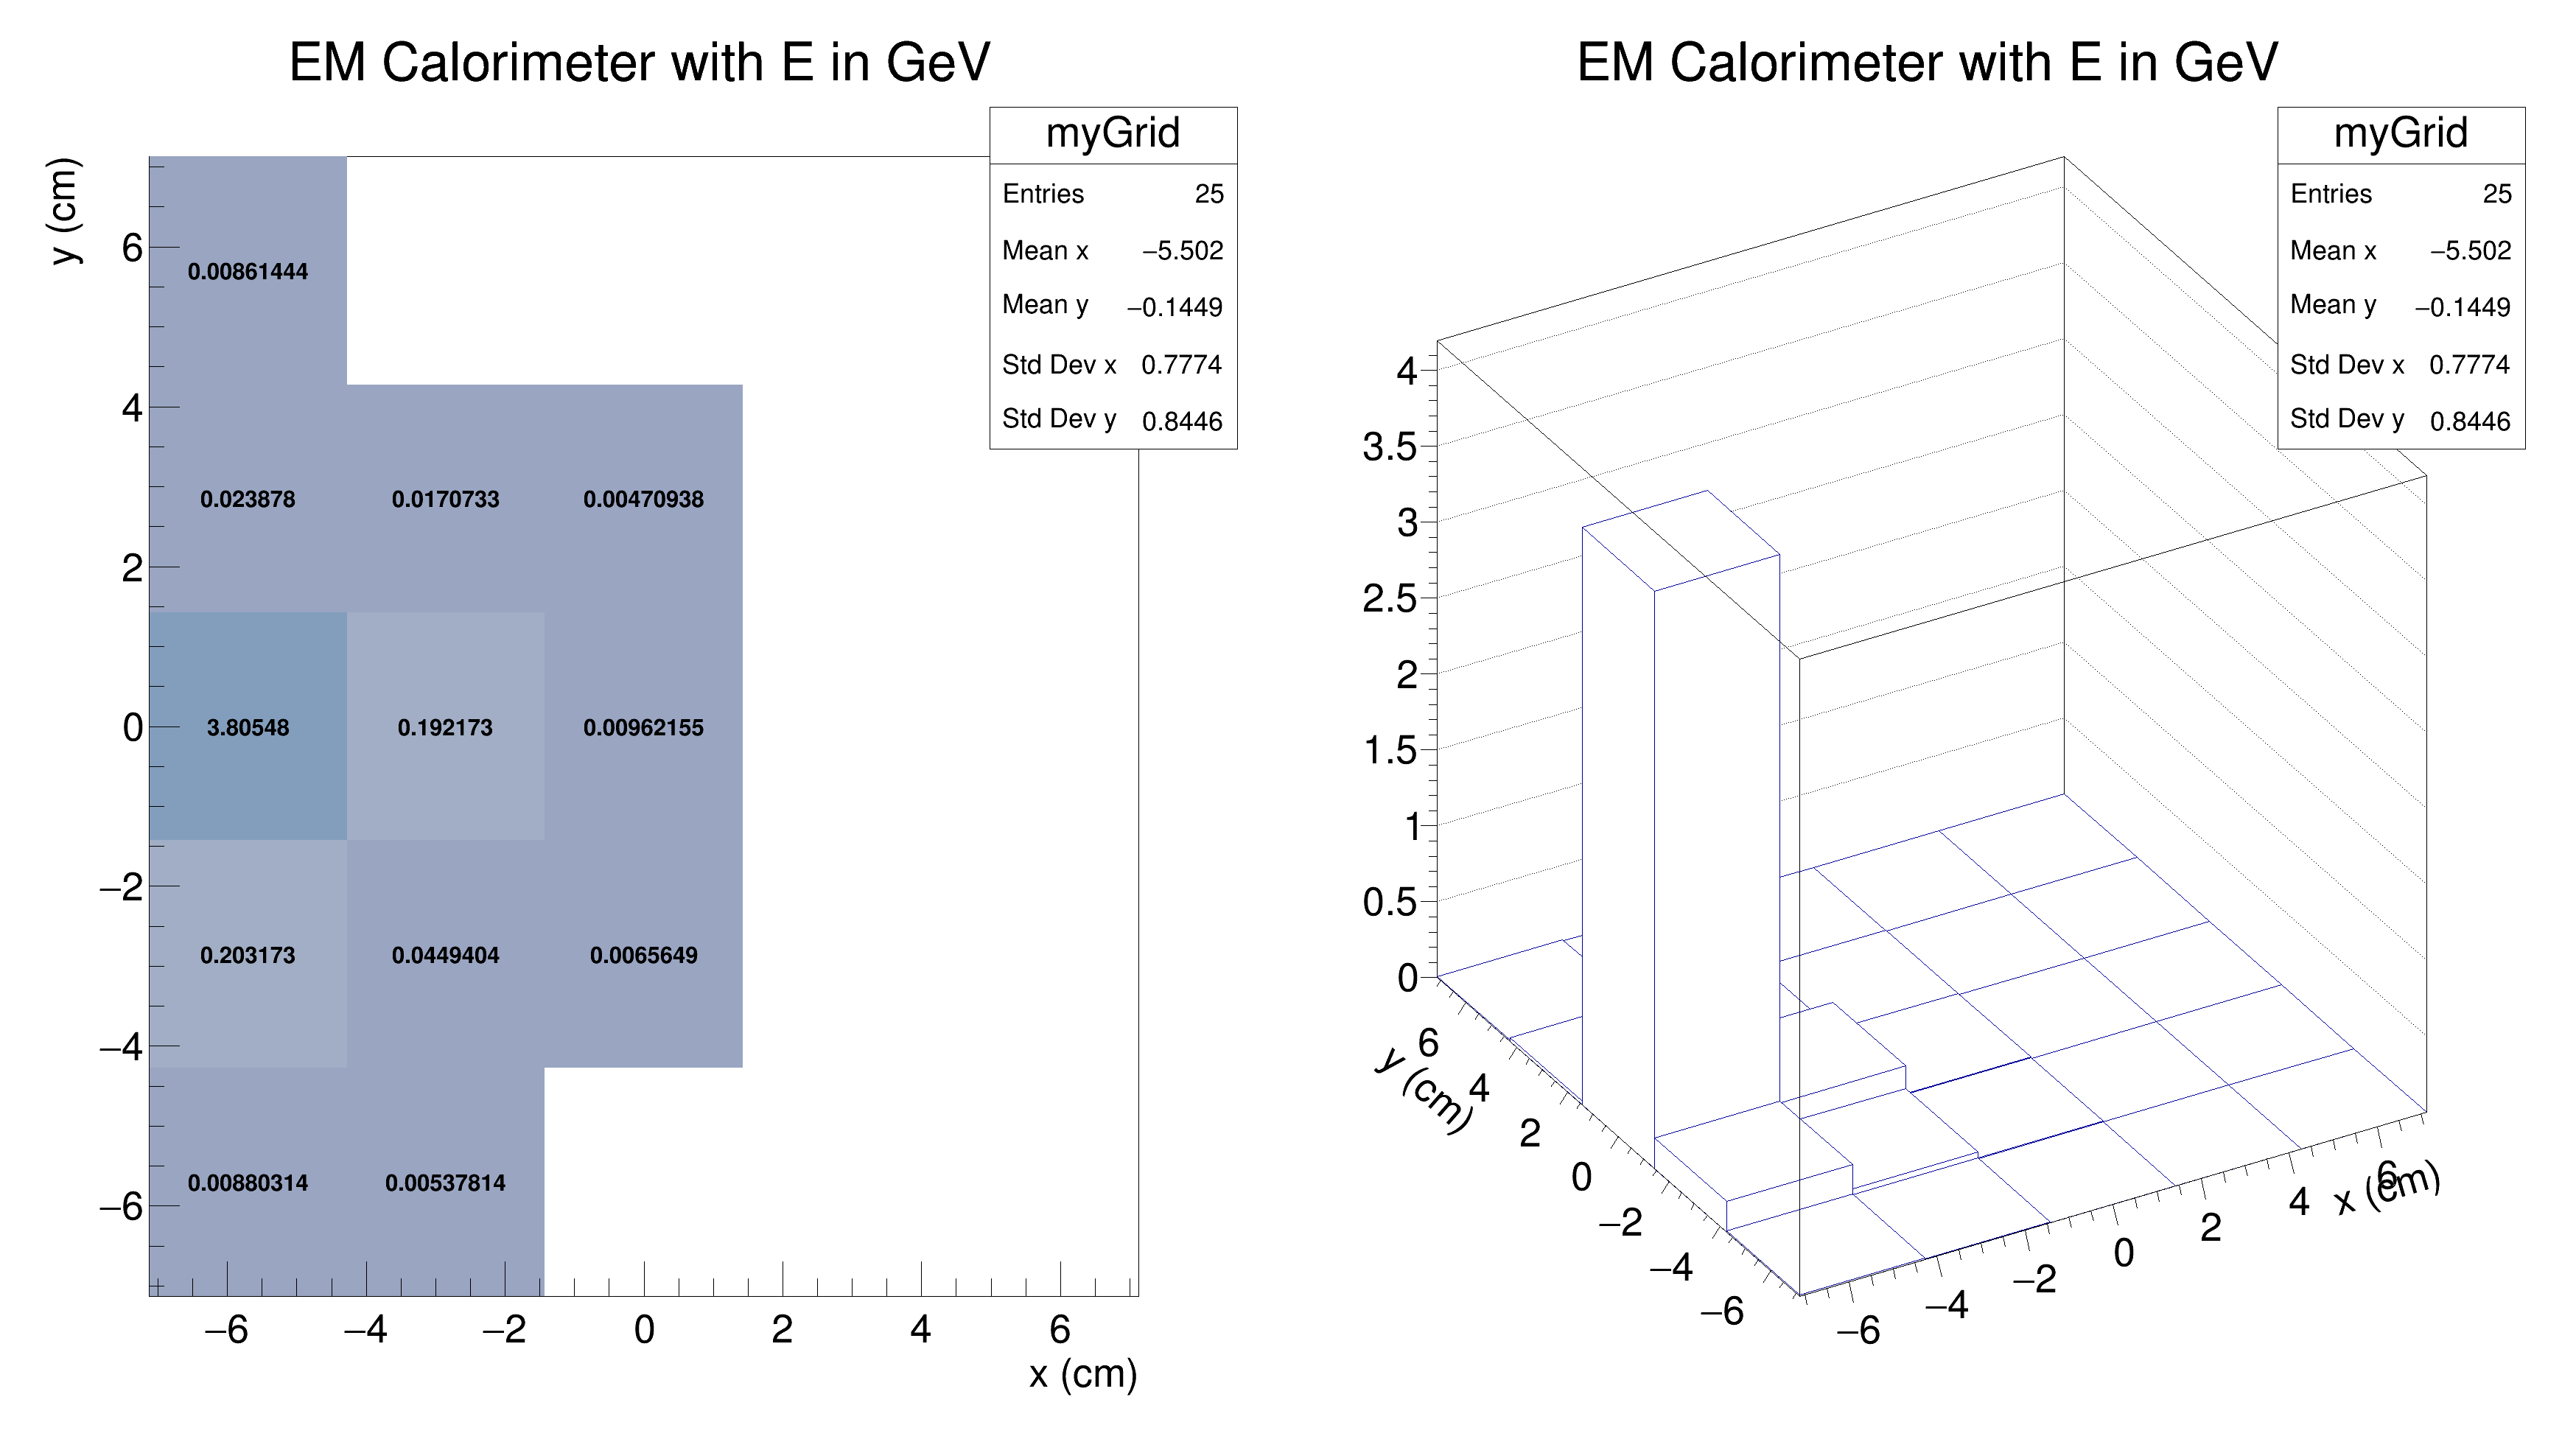 EM Calorimeter with E in GeV
myGrid
Entries 25
Mean x −5.502
Mean y −0.1449
Std Dev x 0.7774
Std Dev y 0.8446
y (cm)
6
4
2
0
−2
−4
−6
0.00861444
0.023878 0.0170733 0.00470938
3.80548 0.192173 0.00962155
0.203173 0.0449404 0.0065649
0.00880314 0.00537814
−6 −4 −2 0 2 4 6
x (cm)
EM Calorimeter with E in GeV
myGrid
Entries 25
Mean x −5.502
Mean y −0.1449
Std Dev x 0.7774
Std Dev y 0.8446
4
3.5
3
2.5
2
1.5
1
0.5
0
y (cm)
6
4
2
0
−2
−4
−6
−6 −4 −2 0 2 4 6
x (cm)